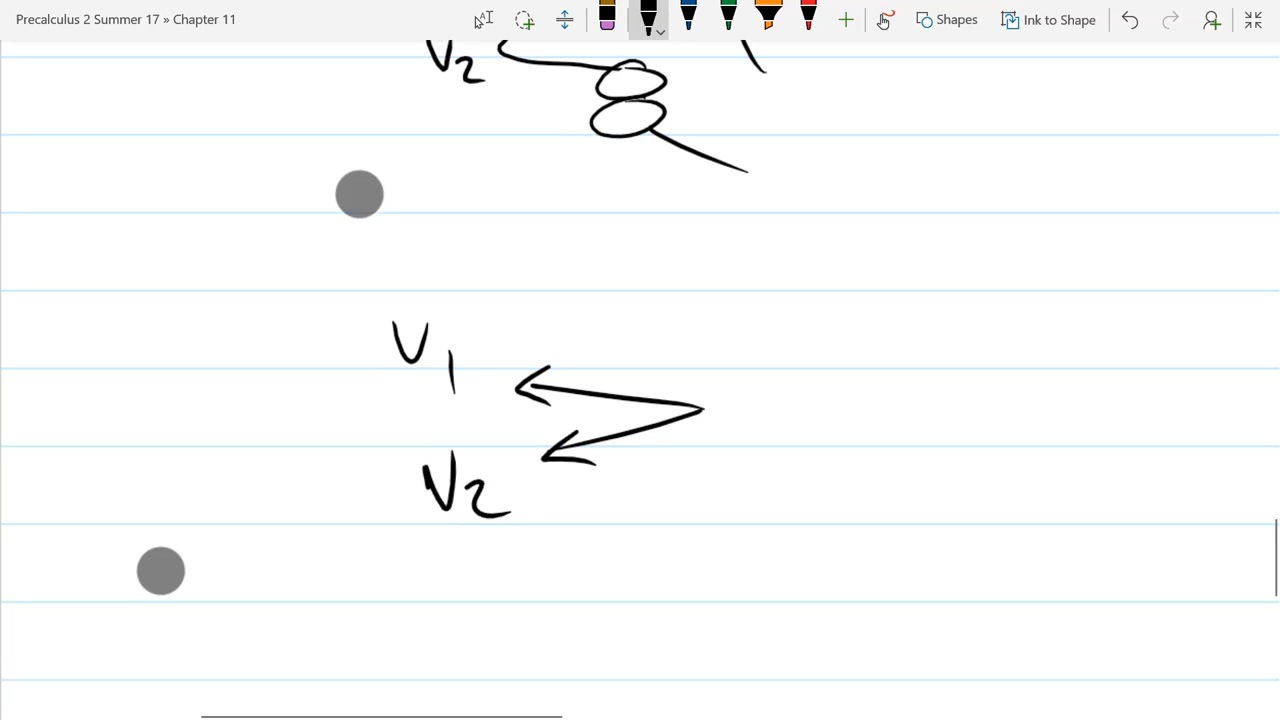 Precalculus 2 Summer 17 » Chapter 11
Shapes
Ink to Shape
V2
V1
V2